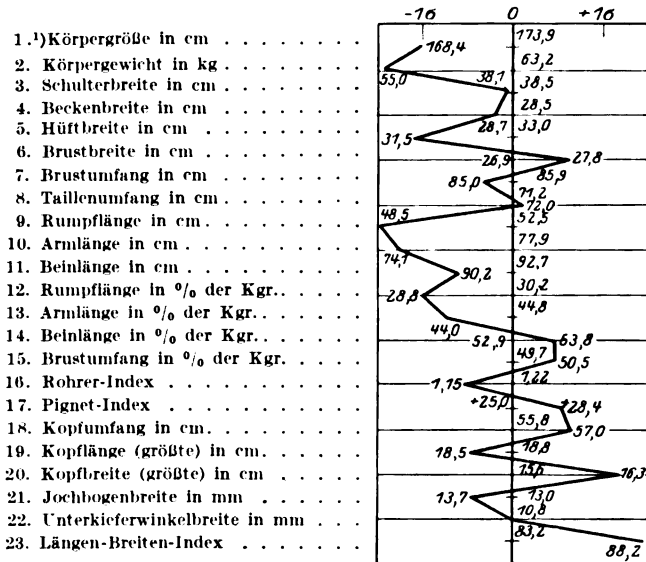 -1σ 0 +1σ
1.¹)Körpergröße in cm . . . . . . . . 168,4 173,9
2. Körpergewicht in kg . . . . . . . 55,0 63,2
3. Schulterbreite in cm . . . . . . . 38,1 38,5
4. Beckenbreite in cm . . . . . . . . 28,7 28,5
5. Hüftbreite in cm . . . . . . . . . 31,5 33,0
6. Brustbreite in cm . . . . . . . . 26,9 27,8
7. Brustumfang in cm . . . . . . . . 85,0 85,9
8. Taillenumfang in cm . . . . . . . 71,2 72,0
9. Rumpflänge in cm . . . . . . . . . 48,5 52,5
10. Armlänge in cm . . . . . . . . . 74,1 77,9
11. Beinlänge in cm . . . . . . . . . 90,2 92,7
12. Rumpflänge in % der Kgr. . . . . . 28,8 30,2
13. Armlänge in % der Kgr. . . . . . . 44,0 44,8
14. Beinlänge in % der Kgr. . . . . . 52,9 63,8
15. Brustumfang in % der Kgr. . . . . 49,7 50,5
16. Rohrer-Index . . . . . . . . . . 1,15 1,22
17. Pignet-Index . . . . . . . . . . +25,0 +28,4
18. Kopfumfang in cm . . . . . . . . 55,8 57,0
19. Kopflänge (größte) in cm . . . . . 18,5 18,8
20. Kopfbreite (größte) in cm . . . . 15,6 16,3
21. Jochbogenbreite in mm . . . . . . 13,7 13,0
22. Unterkieferwinkelbreite in mm . . . 10,8
23. Längen-Breiten-Index . . . . . . . 83,2 88,2